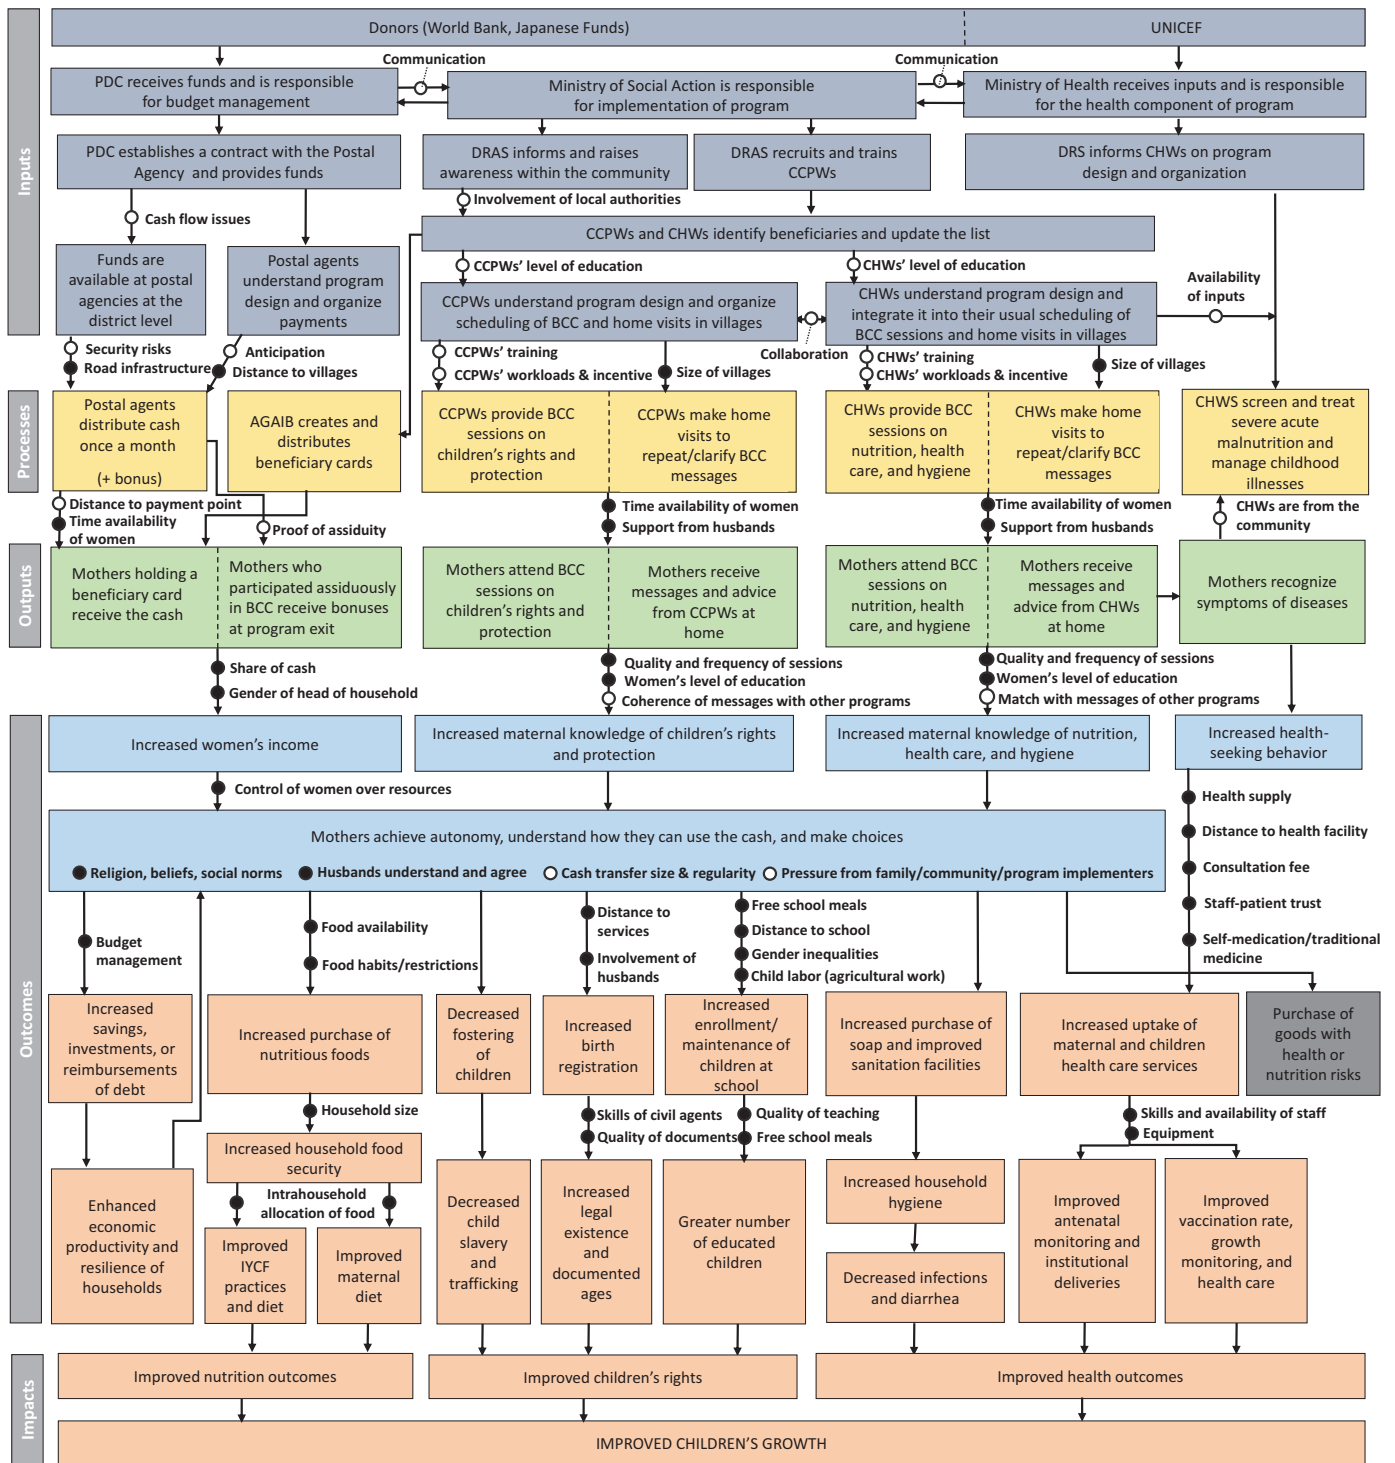 Inputs
Donors (World Bank, Japanese Funds)
UNICEF
Communication
Communication
PDC receives funds and is responsible
for budget management
Ministry of Social Action is responsible
for implementation of program
Ministry of Health receives inputs and is responsible
for the health component of program
PDC establishes a contract with the Postal
Agency and provides funds
DRAS informs and raises
awareness within the community
DRAS recruits and trains
CCPWs
DRS informs CHWs on program
design and organization
Cash flow issues
Involvement of local authorities
CCPWs and CHWs identify beneficiaries and update the list
Funds are
available at postal
agencies at the
district level
Postal agents
understand program
design and organize
payments
CCPWs' level of education
CHWs' level of education
Availability
of inputs
CCPWs understand program design and organize
scheduling of BCC and home visits in villages
CHWs understand program design and
integrate it into their usual scheduling of
BCC sessions and home visits in villages
Collaboration
Security risks
Road infrastructure
Anticipation
Distance to villages
CCPWs' training
CCPWs' workloads & incentive
Size of villages
CHWs' training
CHWs' workloads & incentive
Size of villages
Processes
Postal agents
distribute cash
once a month
(+ bonus)
AGAIB creates and
distributes
beneficiary cards
CCPWs provide BCC
sessions on
children's rights and
protection
CCPWs make home
visits to
repeat/clarify BCC
messages
CHWs provide BCC
sessions on
nutrition, health
care, and hygiene
CHWs make home
visits to
repeat/clarify BCC
messages
CHWS screen and treat
severe acute
malnutrition and
manage childhood
illnesses
Distance to payment point
Time availability
of women
Proof of assiduity
Time availability of women
Support from husbands
Time availability of women
Support from husbands
CHWs are from the
community
Outputs
Mothers holding a
beneficiary card
receive the cash
Mothers who
participated assiduously
in BCC receive bonuses
at program exit
Mothers attend BCC
sessions on
children's rights and
protection
Mothers receive
messages and advice
from CCPWs at
home
Mothers attend BCC
sessions on
nutrition, health
care, and hygiene
Mothers receive
messages and
advice from CHWs
at home
Mothers recognize
symptoms of diseases
Share of cash
Gender of head of household
Quality and frequency of sessions
Women's level of education
Coherence of messages with other programs
Quality and frequency of sessions
Women's level of education
Match with messages of other programs
Outcomes
Increased women's income
Increased maternal knowledge of children's rights
and protection
Increased maternal knowledge of nutrition,
health care, and hygiene
Increased health-
seeking behavior
Control of women over resources
Mothers achieve autonomy, understand how they can use the cash, and make choices
Religion, beliefs, social norms
Husbands understand and agree
Cash transfer size & regularity
Pressure from family/community/program implementers
Health supply
Distance to health facility
Consultation fee
Staff-patient trust
Self-medication/traditional
medicine
Budget
management
Food availability
Food habits/restrictions
Distance to
services
Involvement of
husbands
Free school meals
Distance to school
Gender inequalities
Child labor (agricultural work)
Increased
savings,
investments, or
reimbursements
of debt
Increased purchase of
nutritious foods
Decreased
fostering
of
children
Increased
birth
registration
Increased
enrollment/
maintenance of
children at
school
Increased purchase of
soap and improved
sanitation facilities
Increased uptake of
maternal and children
health care services
Purchase of
goods with
health or
nutrition risks
Household size
Skills of civil agents
Quality of documents
Quality of teaching
Free school meals
Skills and availability of staff
Equipment
Increased household food
security
Intrahousehold
allocation of food
Enhanced
economic
productivity and
resilience of
households
Improved
IYCF
practices
and diet
Improved
maternal
diet
Decreased
child
slavery
and
trafficking
Increased
legal
existence
and
documented
ages
Greater number
of educated
children
Increased household
hygiene
Decreased infections
and diarrhea
Improved
antenatal
monitoring and
institutional
deliveries
Improved
vaccination rate,
growth
monitoring, and
health care
Impacts
Improved nutrition outcomes
Improved children's rights
Improved health outcomes
IMPROVED CHILDREN'S GROWTH